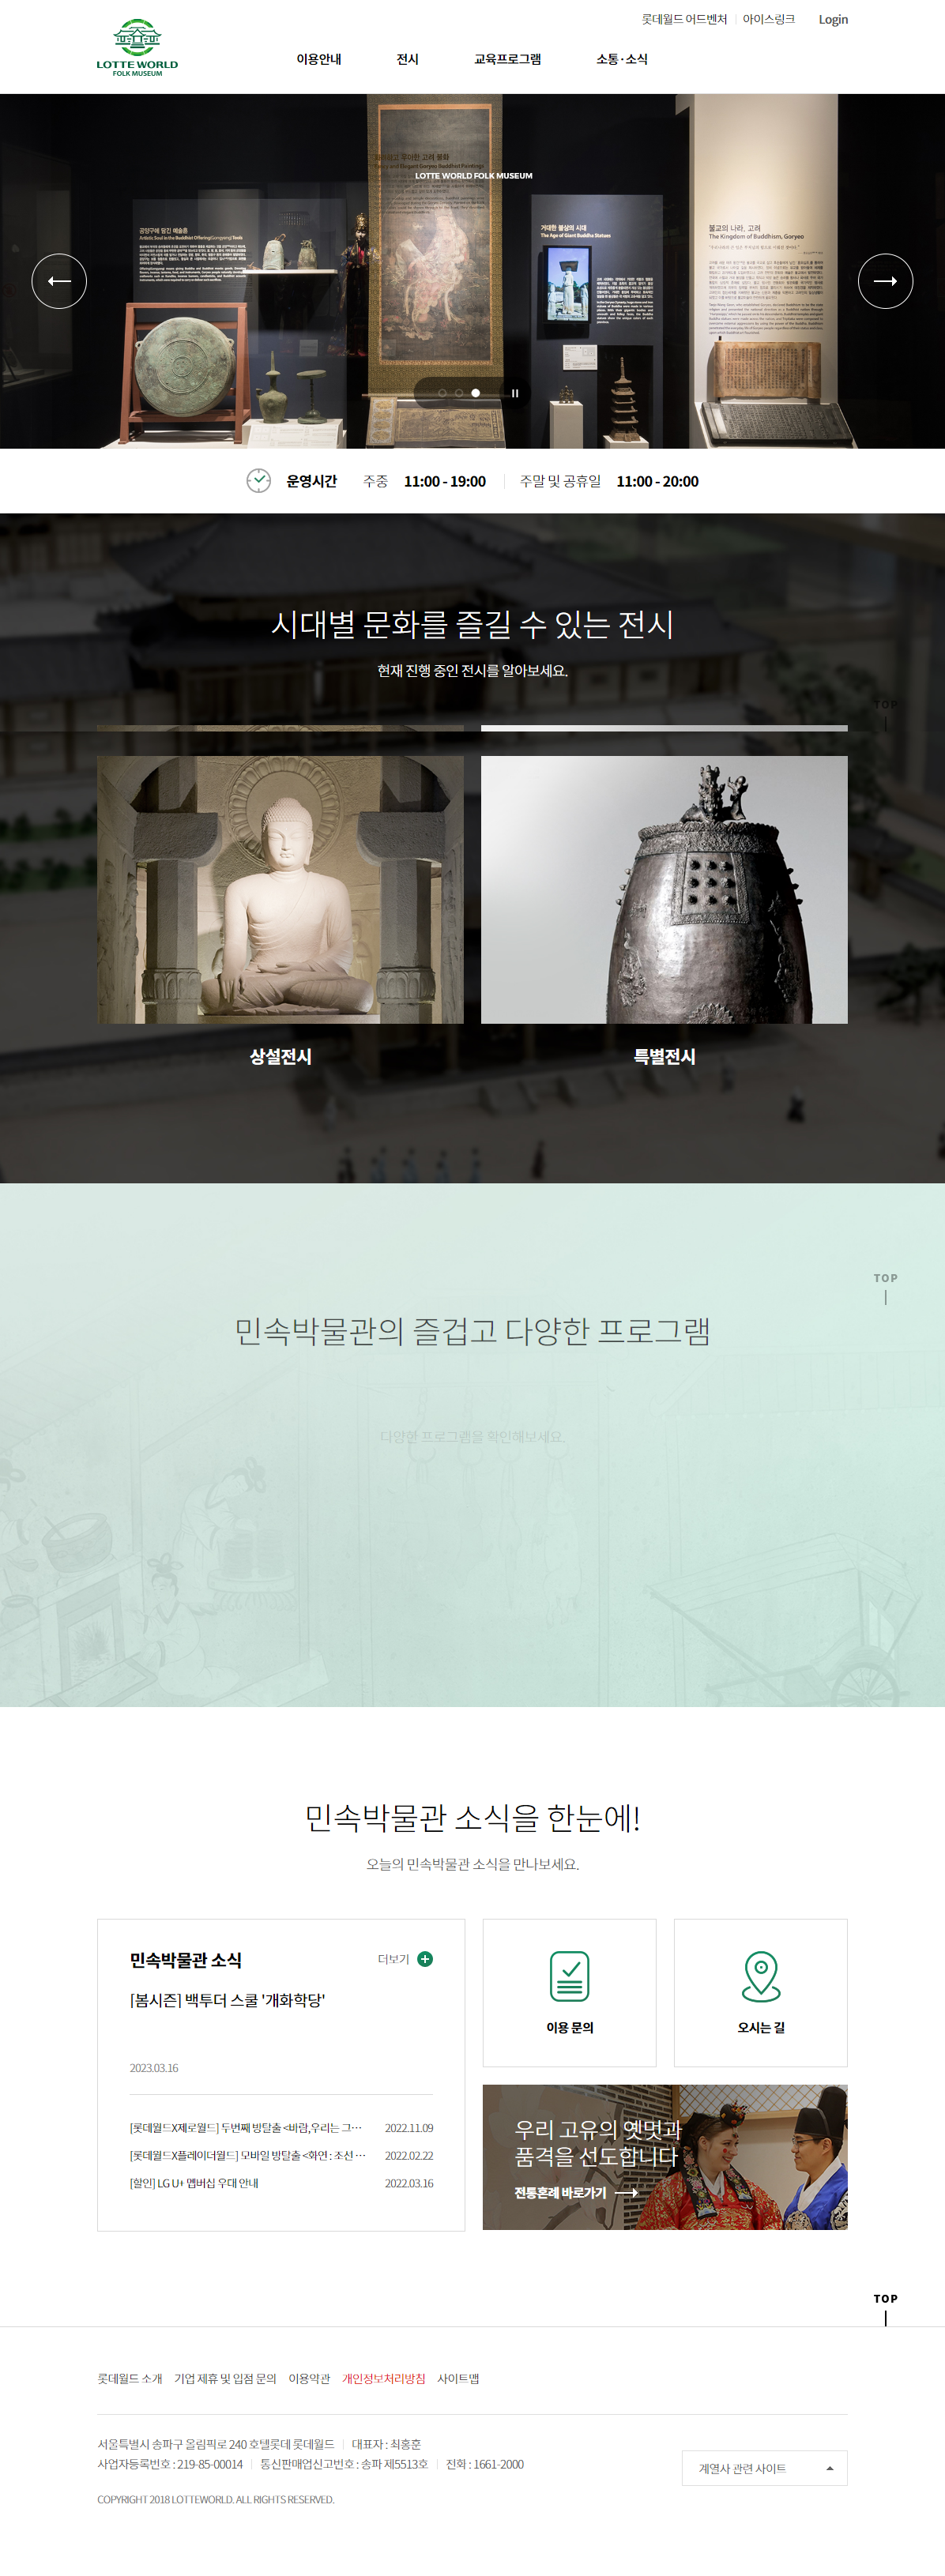 롯데월드 어드벤처
아이스링크
Login
LOTTE WORLD
FOLK MUSEUM
이용안내
전시
교육프로그램
소통·소식
LOTTE WORLD FOLK MUSEUM
공양구에 담긴 예술혼
Artistic Soul in the Buddhist Offering(Gongyang) Tools
거대한 불상의 시대
The Age of Giant Buddha Statues
불교의 나라, 고려
The Kingdom of Buddhism, Goryeo
운영시간 주중 11:00 - 19:00 주말 및 공휴일 11:00 - 20:00
시대별 문화를 즐길 수 있는 전시
현재 진행 중인 전시를 알아보세요.
TOP
상설전시
특별전시
TOP
민속박물관의 즐겁고 다양한 프로그램
다양한 프로그램을 확인해보세요.
민속박물관 소식을 한눈에!
오늘의 민속박물관 소식을 만나보세요.
민속박물관 소식
더보기
[봄시즌] 백투더 스쿨 '개화학당'
2023.03.16
[롯데월드X제로월드] 두번째 방탈출 <바람,우리는 그… 2022.11.09
[롯데월드X플레이더월드] 모바일 방탈출 <화연 : 조선 … 2022.02.22
[할인] LG U+ 멤버십 우대 안내 2022.03.16
이용 문의
오시는 길
우리 고유의 옛멋과
품격을 선도합니다
전통혼례 바로가기
TOP
롯데월드 소개
기업 제휴 및 입점 문의
이용약관
개인정보처리방침
사이트맵
서울특별시 송파구 올림픽로 240 호텔롯데 롯데월드
대표자 : 최홍훈
사업자등록번호 : 219-85-00014
통신판매업신고번호 : 송파 제5513호
전화 : 1661-2000
계열사 관련 사이트
COPYRIGHT 2018 LOTTEWORLD. ALL RIGHTS RESERVED.